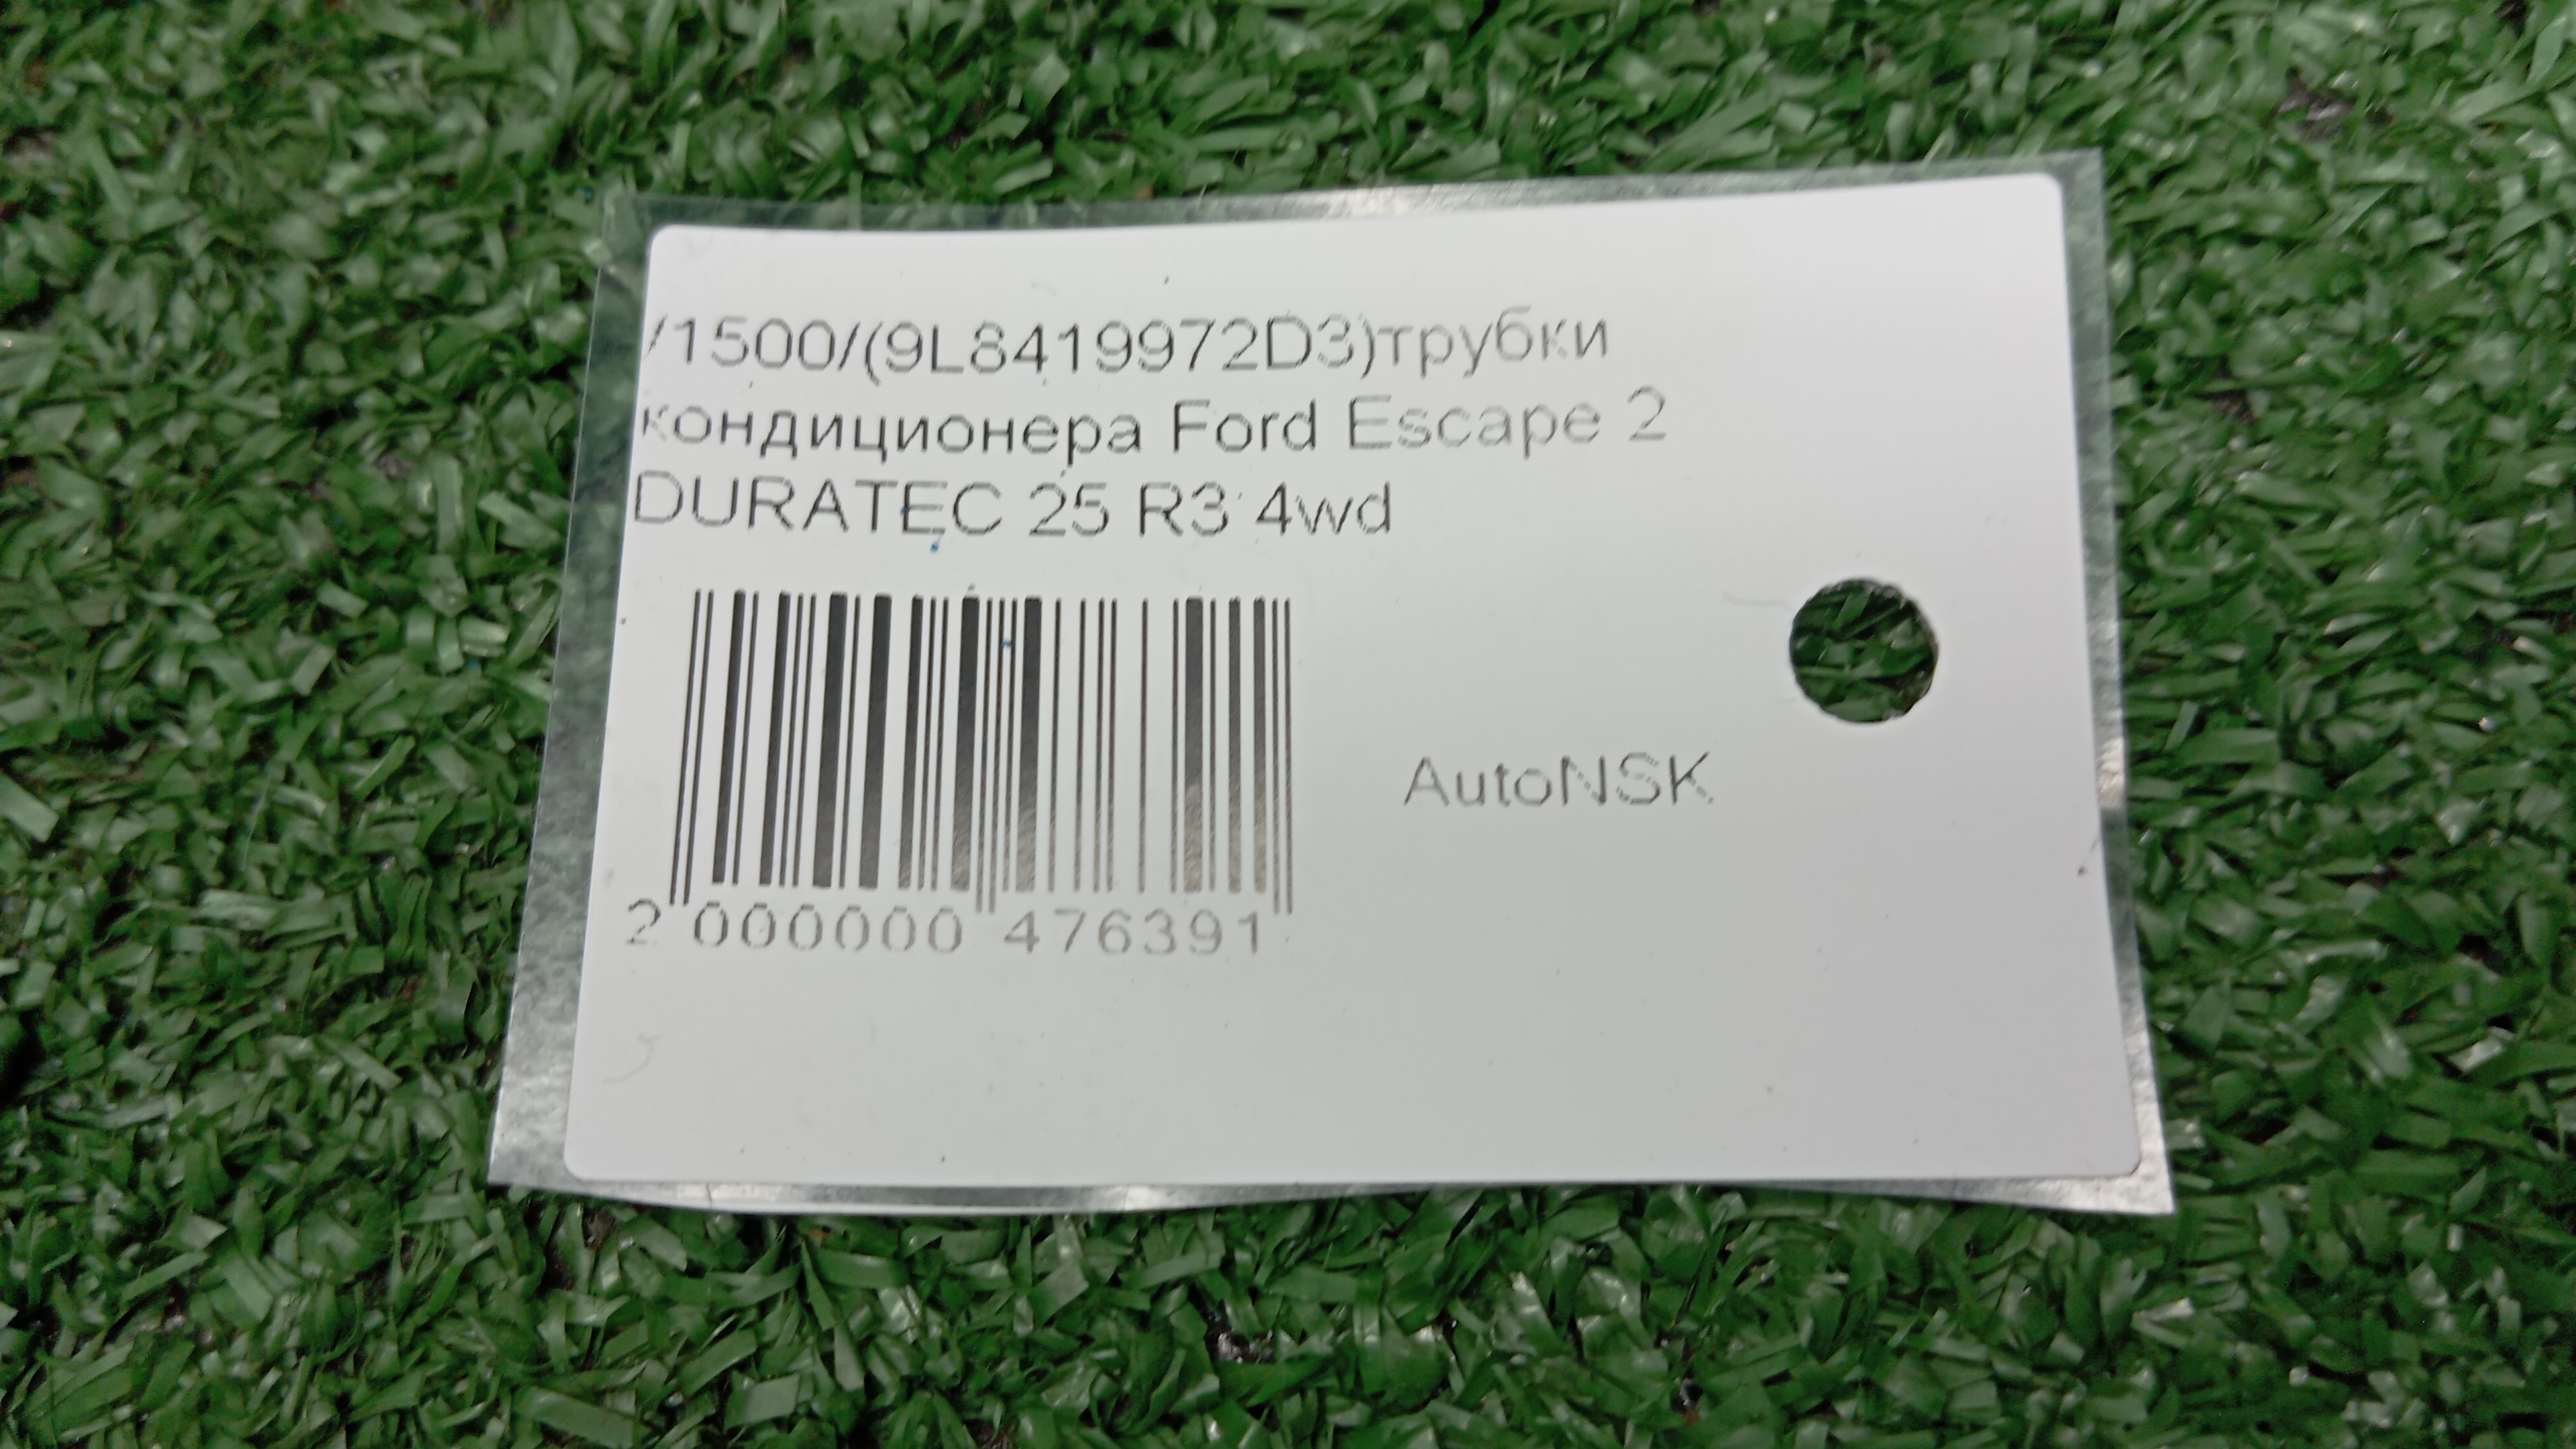 /1500/(9L8419972D3)трубки
кондиционера Ford Escape 2
DURATEC 25 R3 4wd
AutoNSK
2 000000 476391